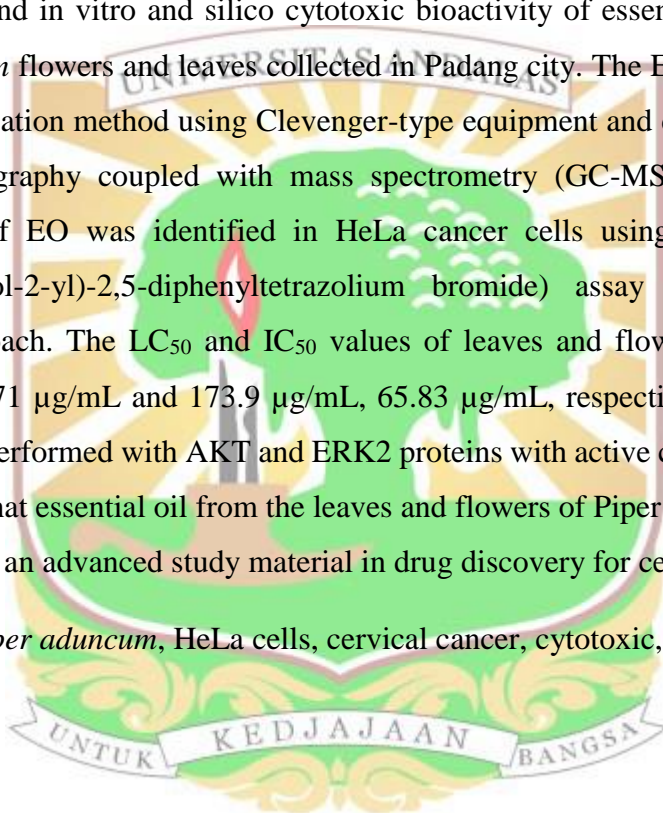 nd in vitro and silico cytotoxic bioactivity of essen
n flowers and leaves collected in Padang city. The E
UNIVERSITAS ANDALAS
ation method using Clevenger-type equipment and
graphy coupled with mass spectrometry (GC-MS
f EO was identified in HeLa cancer cells using
ol-2-yl)-2,5-diphenyltetrazolium bromide) assay
ach. The LC₅₀ and IC₅₀ values of leaves and flow
71 µg/mL and 173.9 µg/mL, 65.83 µg/mL, respecti
erformed with AKT and ERK2 proteins with active c
hat essential oil from the leaves and flowers of Piper
an advanced study material in drug discovery for ce
per aduncum, HeLa cells, cervical cancer, cytotoxic,
UNTUK KEDJAJAAN BANGSA